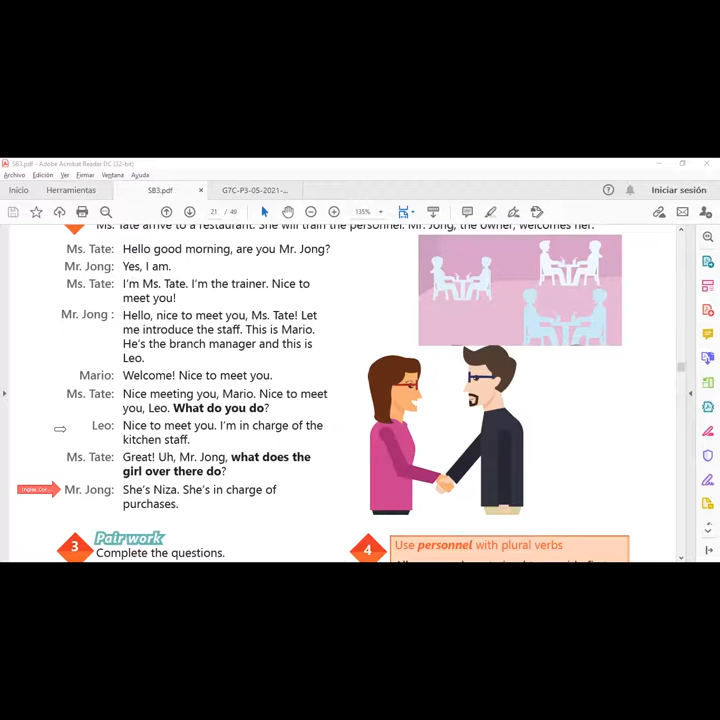 SB3.pdf - Adobe Acrobat Reader DC (32-bit)
Archivo Edición Ver Firmar Ventana Ayuda
Inicio Herramientas SB3.pdf × G7C-P3-05-2021-... Iniciar sesión
21 / 49 135%
Ms. Tate arrive to a restaurant. She will train the personnel. Mr. Jong, the owner, welcomes her.
Ms. Tate: Hello good morning, are you Mr. Jong?
Mr. Jong: Yes, I am.
Ms. Tate: I'm Ms. Tate. I'm the trainer. Nice to
meet you!
Mr. Jong : Hello, nice to meet you, Ms. Tate! Let
me introduce the staff. This is Mario.
He's the branch manager and this is
Leo.
Mario: Welcome! Nice to meet you.
Ms. Tate: Nice meeting you, Mario. Nice to meet
you, Leo. What do you do?
Leo: Nice to meet you. I'm in charge of the
kitchen staff.
Ms. Tate: Great! Uh, Mr. Jong, what does the
girl over there do?
Mr. Jong: She's Niza. She's in charge of
purchases.
3 Pair work
Complete the questions.
4 Use personnel with plural verbs